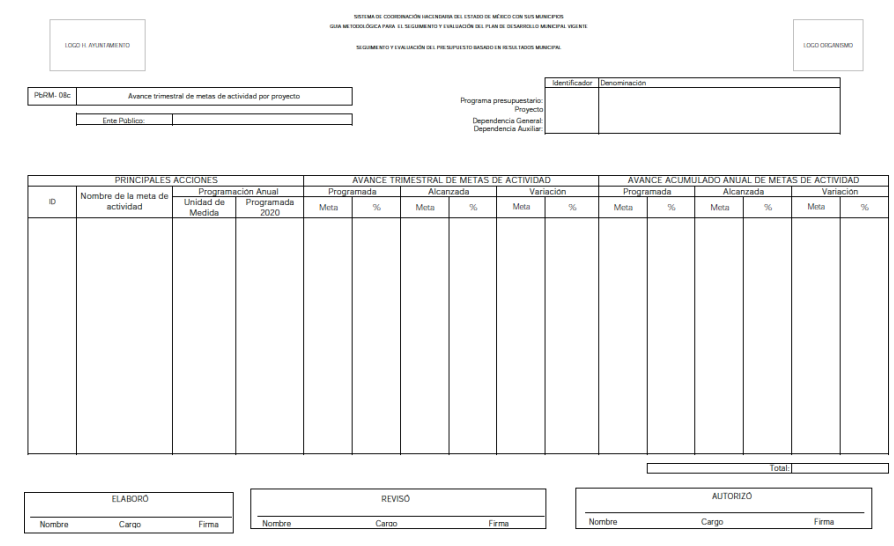 SISTEMA DE COORDINACIÓN HACENDARIA DEL ESTADO DE MÉXICO CON SUS MUNICIPIOS
GUIA METODOLÓGICA PARA EL SEGUIMIENTO Y EVALUACIÓN DEL PLAN DE DESARROLLO MUNICIPAL VIGENTE
LOGO H. AYUNTAMIENTO
SEGUIMIENTO Y EVALUACIÓN DEL PRESUPUESTO BASADO EN RESULTADOS MUNICIPAL
LOGO ORGANISMO
Identificador Denominación
PbRM- 08c Avance trimestral de metas de actividad por proyecto
Programa presupuestario:
Proyecto
Ente Público:
Dependencia General:
Dependencia Auxiliar:
PRINCIPALES ACCIONES AVANCE TRIMESTRAL DE METAS DE ACTIVIDAD AVANCE ACUMULADO ANUAL DE METAS DE ACTIVIDAD
ID Nombre de la meta de actividad Programación Anual Programada Alcanzada Variación Programada Alcanzada Variación
Unidad de Medida Programada 2020 Meta % Meta % Meta % Meta % Meta % Meta %
Total:
ELABORÓ REVISÓ AUTORIZÓ
Nombre Cargo Firma Nombre Cargo Firma Nombre Cargo Firma